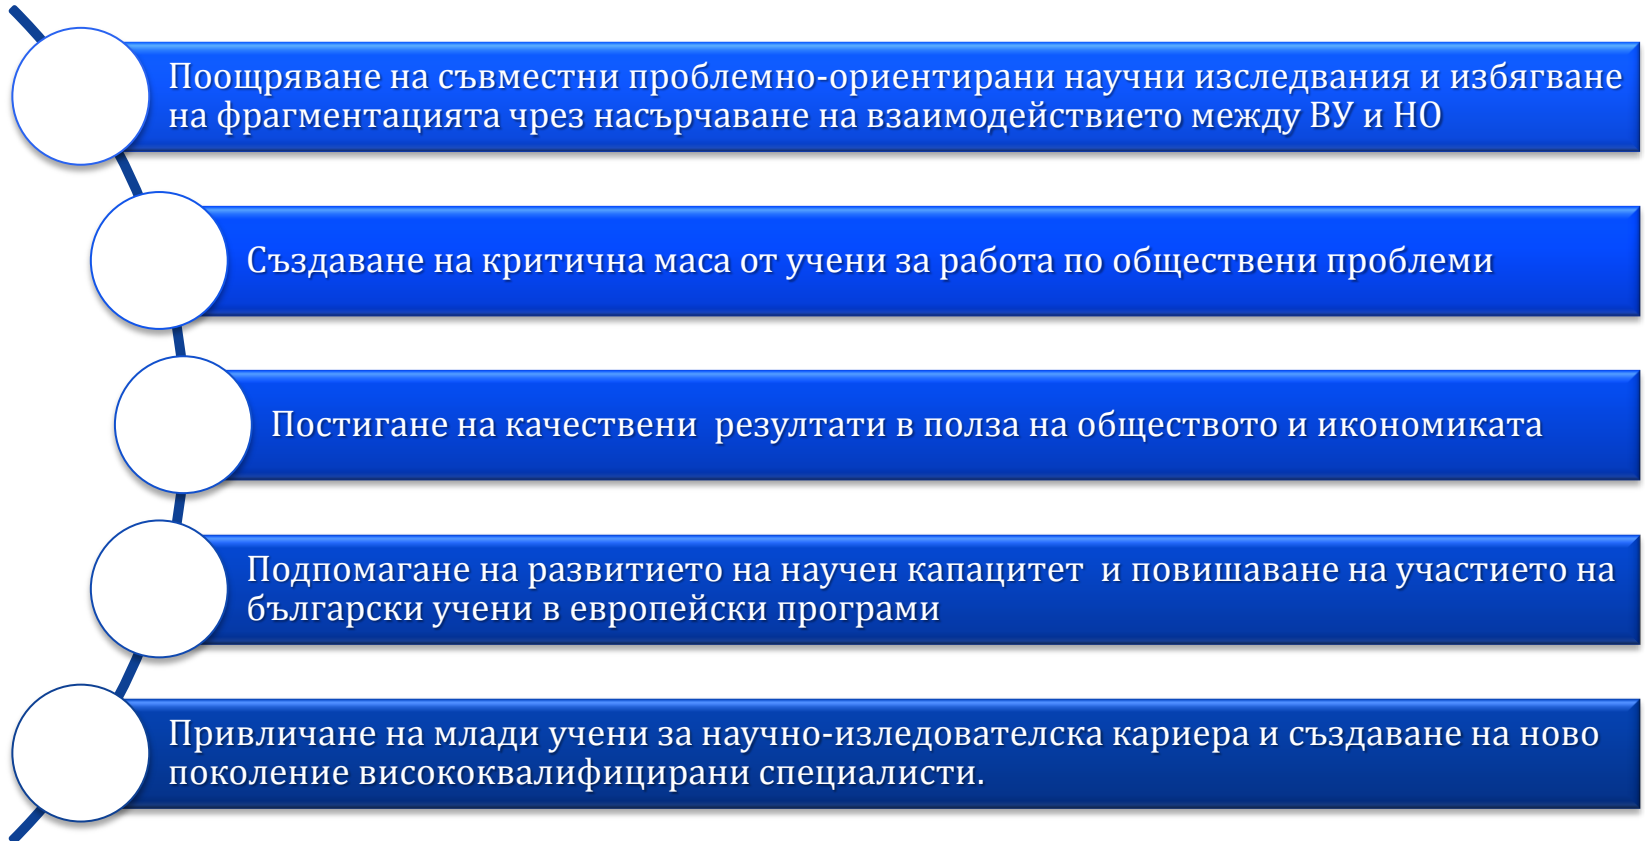 Поощряване на съвместни проблемно-ориентирани научни изследвания и избягване
на фрагментацията чрез насърчаване на взаимодействието между ВУ и НО
Създаване на критична маса от учени за работа по обществени проблеми
Постигане на качествени  резултати в полза на обществото и икономиката
Подпомагане на развитието на научен капацитет  и повишаване на участието на
български учени в европейски програми
Привличане на млади учени за научно-изледователска кариера и създаване на ново
поколение висококвалифицирани специалисти.